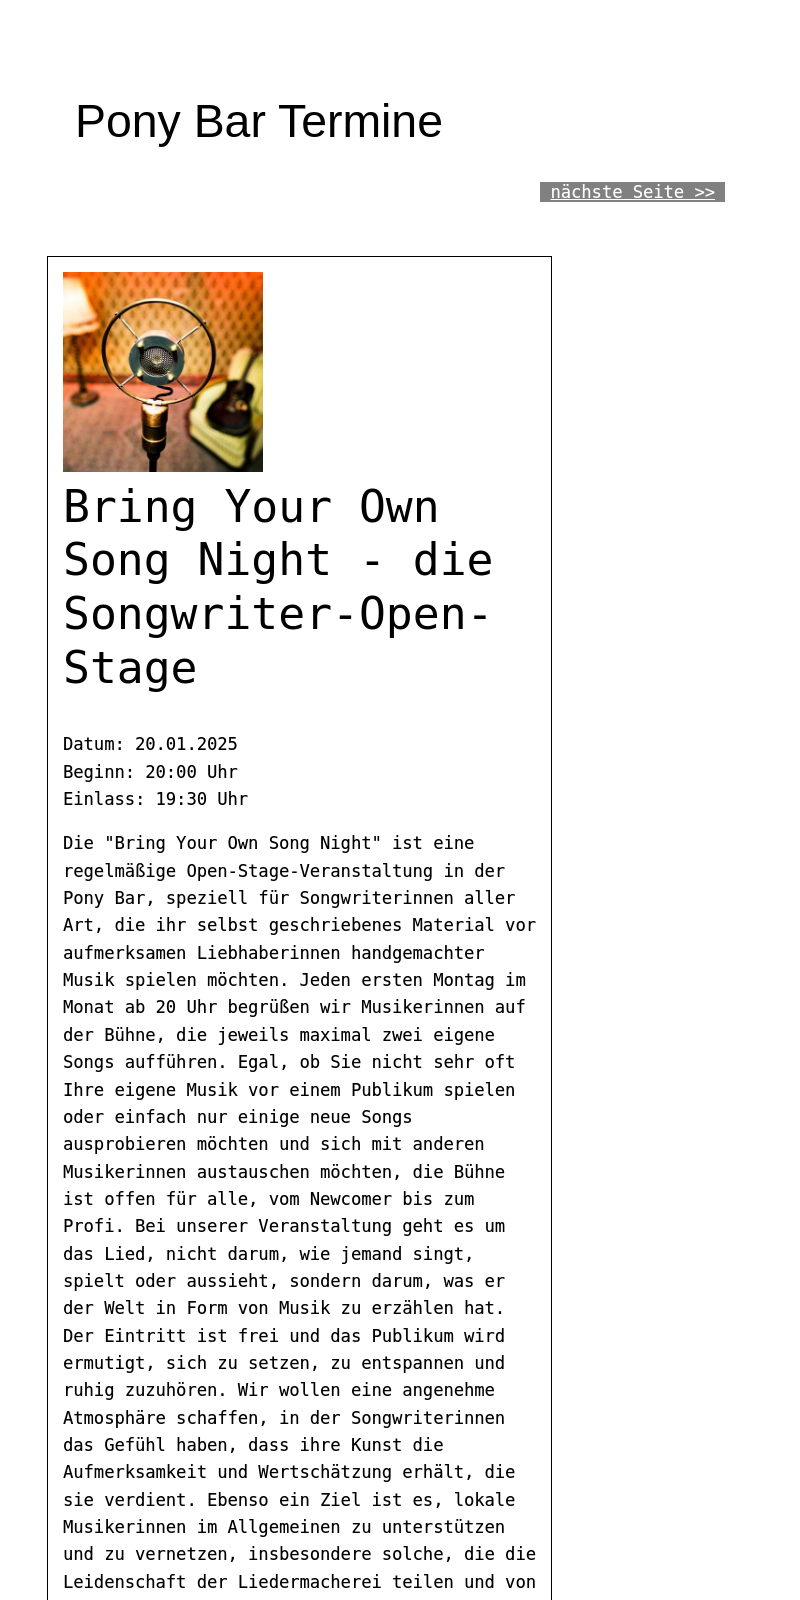 Pony Bar Termine
nächste Seite >>
Bring Your Own
Song Night - die
Songwriter-Open-
Stage
Datum: 20.01.2025
Beginn: 20:00 Uhr
Einlass: 19:30 Uhr
Die "Bring Your Own Song Night" ist eine
regelmäßige Open-Stage-Veranstaltung in der
Pony Bar, speziell für Songwriterinnen aller
Art, die ihr selbst geschriebenes Material vor
aufmerksamen Liebhaberinnen handgemachter
Musik spielen möchten. Jeden ersten Montag im
Monat ab 20 Uhr begrüßen wir Musikerinnen auf
der Bühne, die jeweils maximal zwei eigene
Songs aufführen. Egal, ob Sie nicht sehr oft
Ihre eigene Musik vor einem Publikum spielen
oder einfach nur einige neue Songs
ausprobieren möchten und sich mit anderen
Musikerinnen austauschen möchten, die Bühne
ist offen für alle, vom Newcomer bis zum
Profi. Bei unserer Veranstaltung geht es um
das Lied, nicht darum, wie jemand singt,
spielt oder aussieht, sondern darum, was er
der Welt in Form von Musik zu erzählen hat.
Der Eintritt ist frei und das Publikum wird
ermutigt, sich zu setzen, zu entspannen und
ruhig zuzuhören. Wir wollen eine angenehme
Atmosphäre schaffen, in der Songwriterinnen
das Gefühl haben, dass ihre Kunst die
Aufmerksamkeit und Wertschätzung erhält, die
sie verdient. Ebenso ein Ziel ist es, lokale
Musikerinnen im Allgemeinen zu unterstützen
und zu vernetzen, insbesondere solche, die die
Leidenschaft der Liedermacherei teilen und von